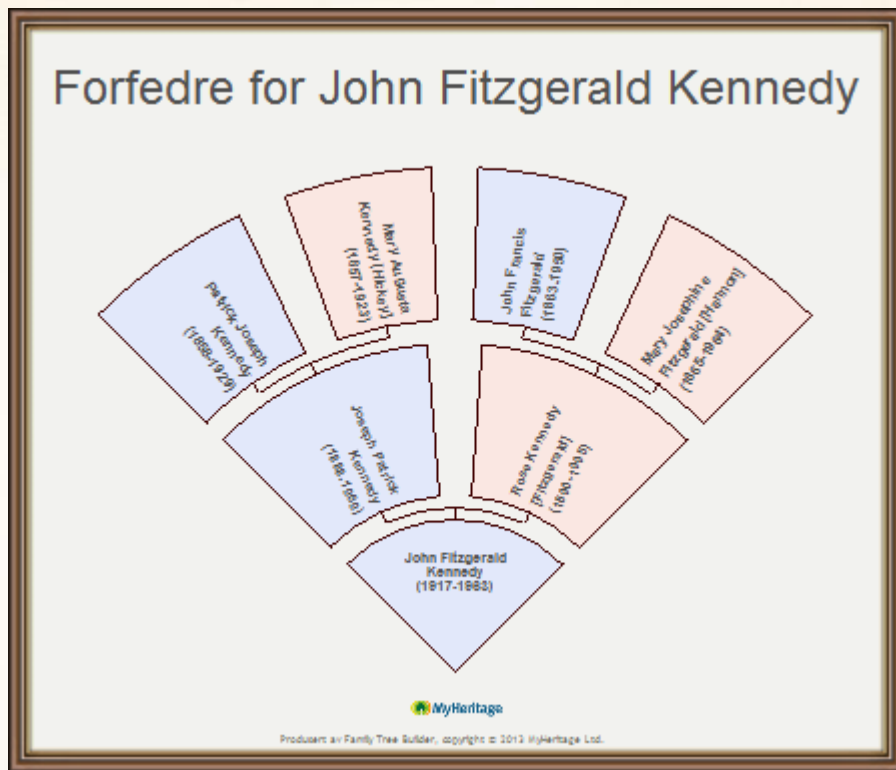 Forfedre for John Fitzgerald Kennedy
Patrick Joseph
Kennedy
(1858-1929)
Mary Augusta
Kennedy [Hickey]
(1857-1923)
John Francis
Fitzgerald
(1863-1950)
Mary Josephine
Fitzgerald [Hannon]
(1865-1964)
Joseph Patrick
Kennedy
(1888-1969)
Rose Kennedy
[Fitzgerald]
(1890-1995)
John Fitzgerald
Kennedy
(1917-1963)
MyHeritage
Produsert av Family Tree Builder, copyright © 2013 MyHeritage Ltd.